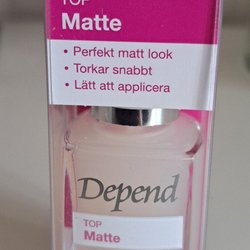 TOP
Matte
• Perfekt matt look
• Torkar snabbt
• Lätt att applicera
Depend
TOP
Matte